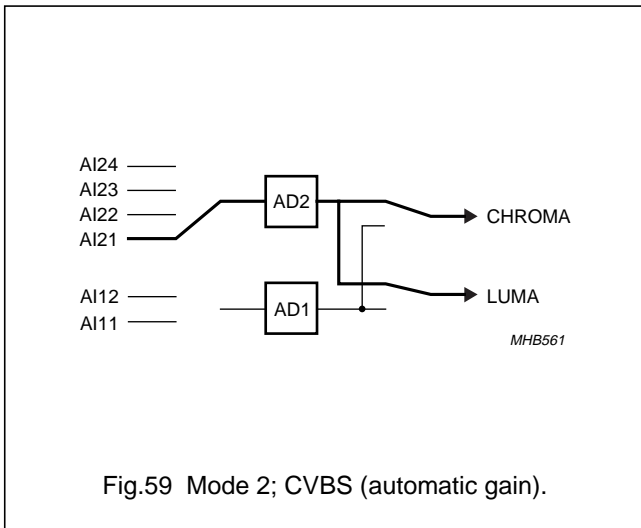 AI24
AI23
AI22
AI21
AD2
CHROMA
AI12
AI11
AD1
LUMA
MHB561
Fig.59 Mode 2; CVBS (automatic gain).